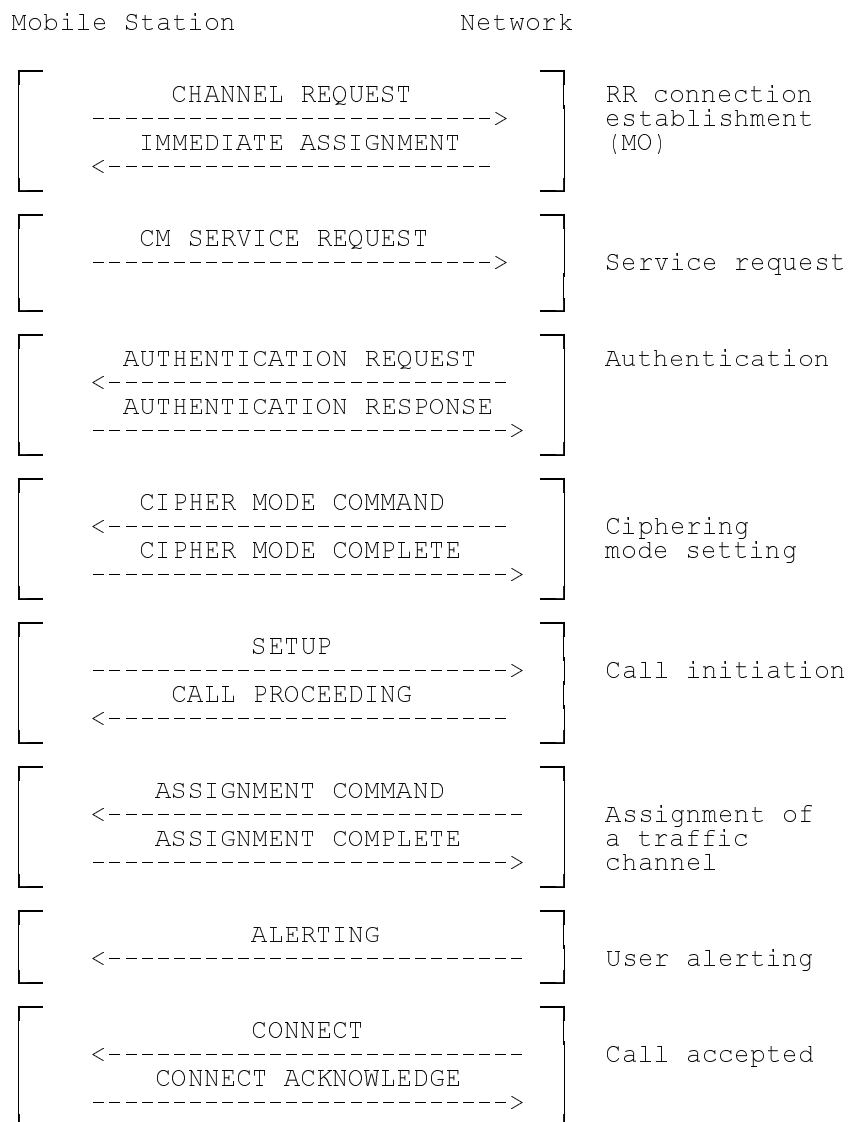 Mobile Station Network
CHANNEL REQUEST RR connection
-------------------------> establishment
IMMEDIATE ASSIGNMENT (MO)
<------------------------
CM SERVICE REQUEST
-------------------------> Service request
AUTHENTICATION REQUEST Authentication
<-------------------------
AUTHENTICATION RESPONSE
-------------------------->
CIPHER MODE COMMAND
<------------------------- Ciphering
CIPHER MODE COMPLETE mode setting
-------------------------->
SETUP
--------------------------> Call initiation
CALL PROCEEDING
<-------------------------
ASSIGNMENT COMMAND
<-------------------------- Assignment of
ASSIGNMENT COMPLETE a traffic
--------------------------> channel
ALERTING
<-------------------------- User alerting
CONNECT
<-------------------------- Call accepted
CONNECT ACKNOWLEDGE
-------------------------->